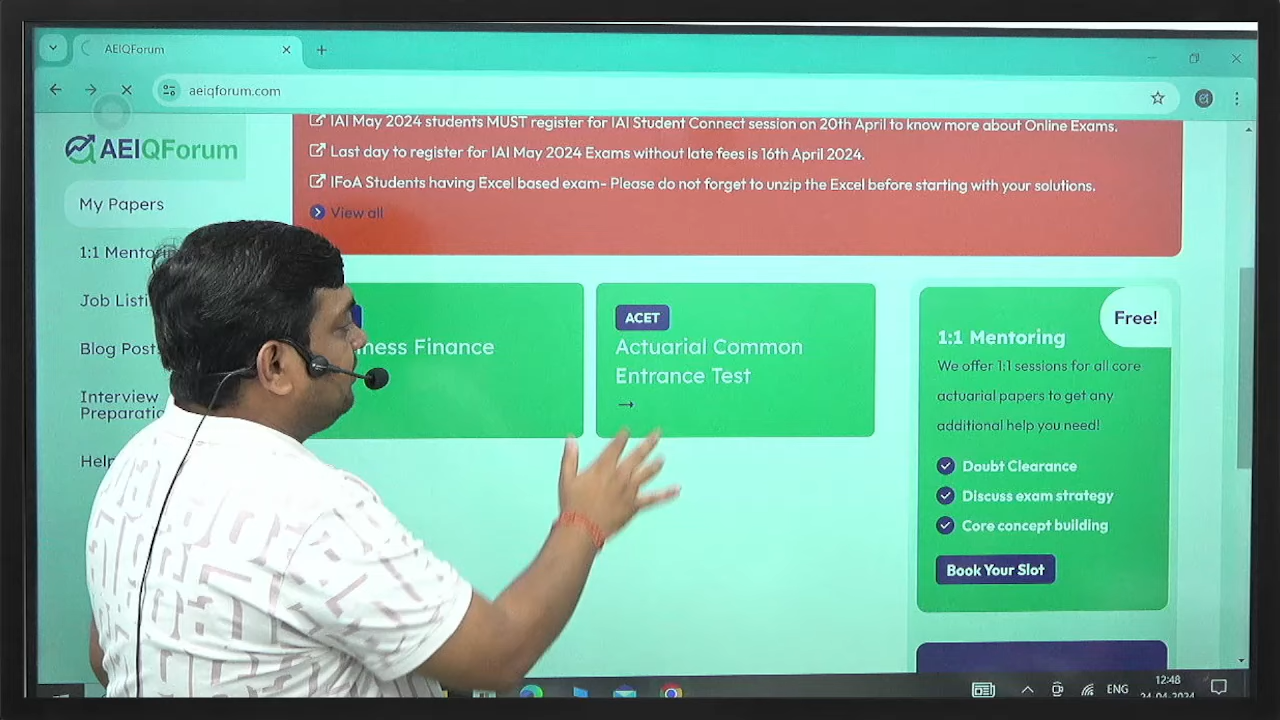 AEIQForum
aeiqforum.com
AEIQForum
IAI May 2024 students MUST register for IAI Student Connect session on 20th April to know more about Online Exams.
Last day to register for IAI May 2024 Exams without late fees is 16th April 2024.
IFoA Students having Excel based exam- Please do not forget to unzip the Excel before starting with your solutions.
View all
My Papers
1:1
Job
Blog
Interview
Finance
ACET
Actuarial Common
Entrance Test
Free!
1:1 Mentoring
We offer 1:1 sessions for all core
actuarial papers to get any
additional help you need!
Doubt Clearance
Discuss exam strategy
Core concept building
Book Your Slot
ENG
12:48
24-04-2024